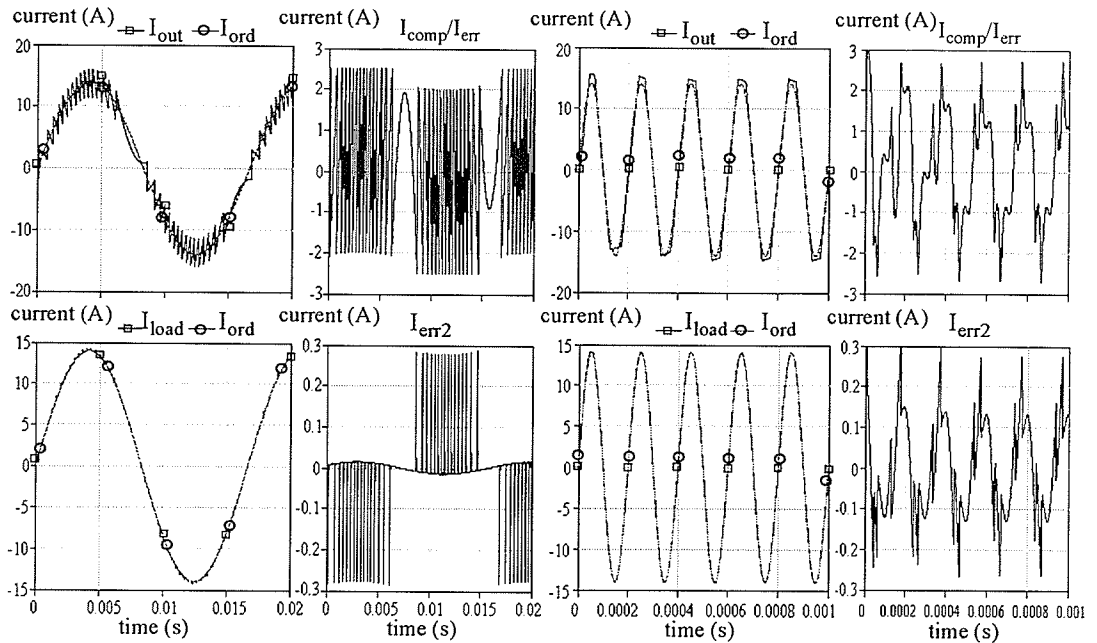 current (A)
I_out I_ord
20
10
0
-10
-20
current (A)
I_comp/I_err
3
2
1
0
-1
-2
-3
current (A)
I_out I_ord
20
15
10
5
0
-5
-10
-15
-20
current (A)
I_comp/I_err
3
2
1
0
-1
-2
-3
current (A)
I_load I_ord
15
10
5
0
-5
-10
-15
0 0.005 0.01 0.015 0.02
time (s)
current (A)
I_err2
0.3
0.2
0.1
0
-0.1
-0.2
-0.3
0 0.005 0.01 0.015 0.02
time (s)
current (A)
I_load I_ord
15
10
5
0
-5
-10
-15
0 0.0002 0.0004 0.0006 0.0008 0.001
time (s)
current (A)
I_err2
0.3
0.2
0.1
0
-0.1
-0.2
-0.3
0 0.0002 0.0004 0.0006 0.0008 0.001
time (s)